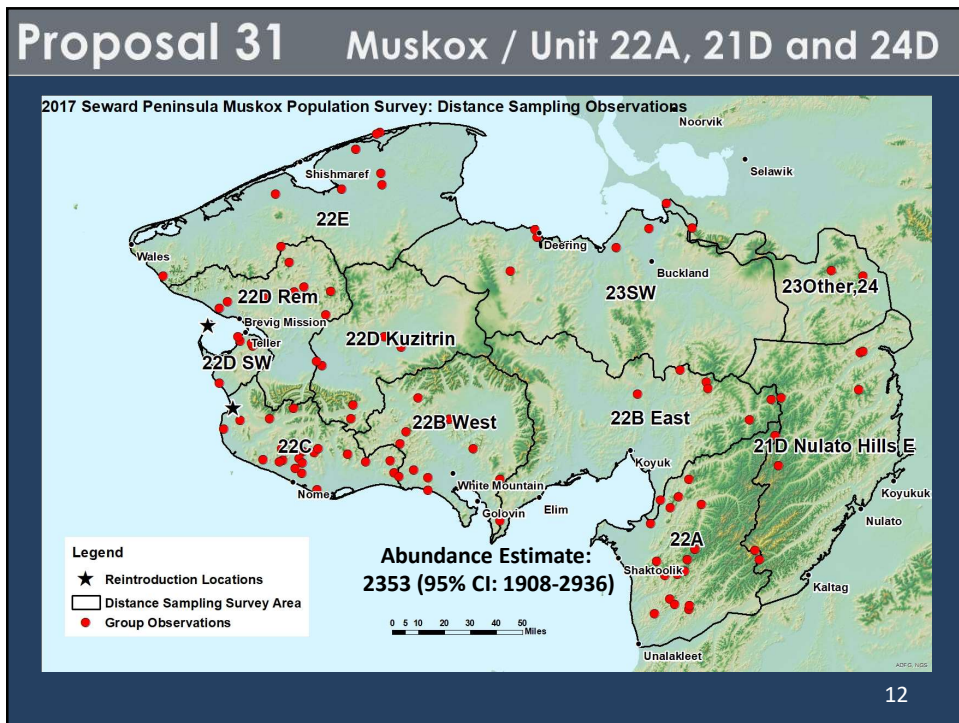 Proposal 31 Muskox / Unit 22A, 21D and 24D
2017 Seward Peninsula Muskox Population Survey: Distance Sampling Observations
Noorvik
Selawik
Shishmaref
22E
Wales
Deering
Buckland
23SW
23Other,24
22D Rem
Brevig Mission
Teller
22D Kuzitrin
22D SW
22B West
22B East
22C
21D Nulato Hills E
Koyuk
Nome
White Mountain
Golovin
Elim
Koyukuk
Nulato
22A
Shaktoolik
Kaltag
Unalakleet
Legend
Reintroduction Locations
Distance Sampling Survey Area
Group Observations
Abundance Estimate:
2353 (95% CI: 1908-2936)
0 5 10 20 30 40 50
Miles
ADFG, NGS
12